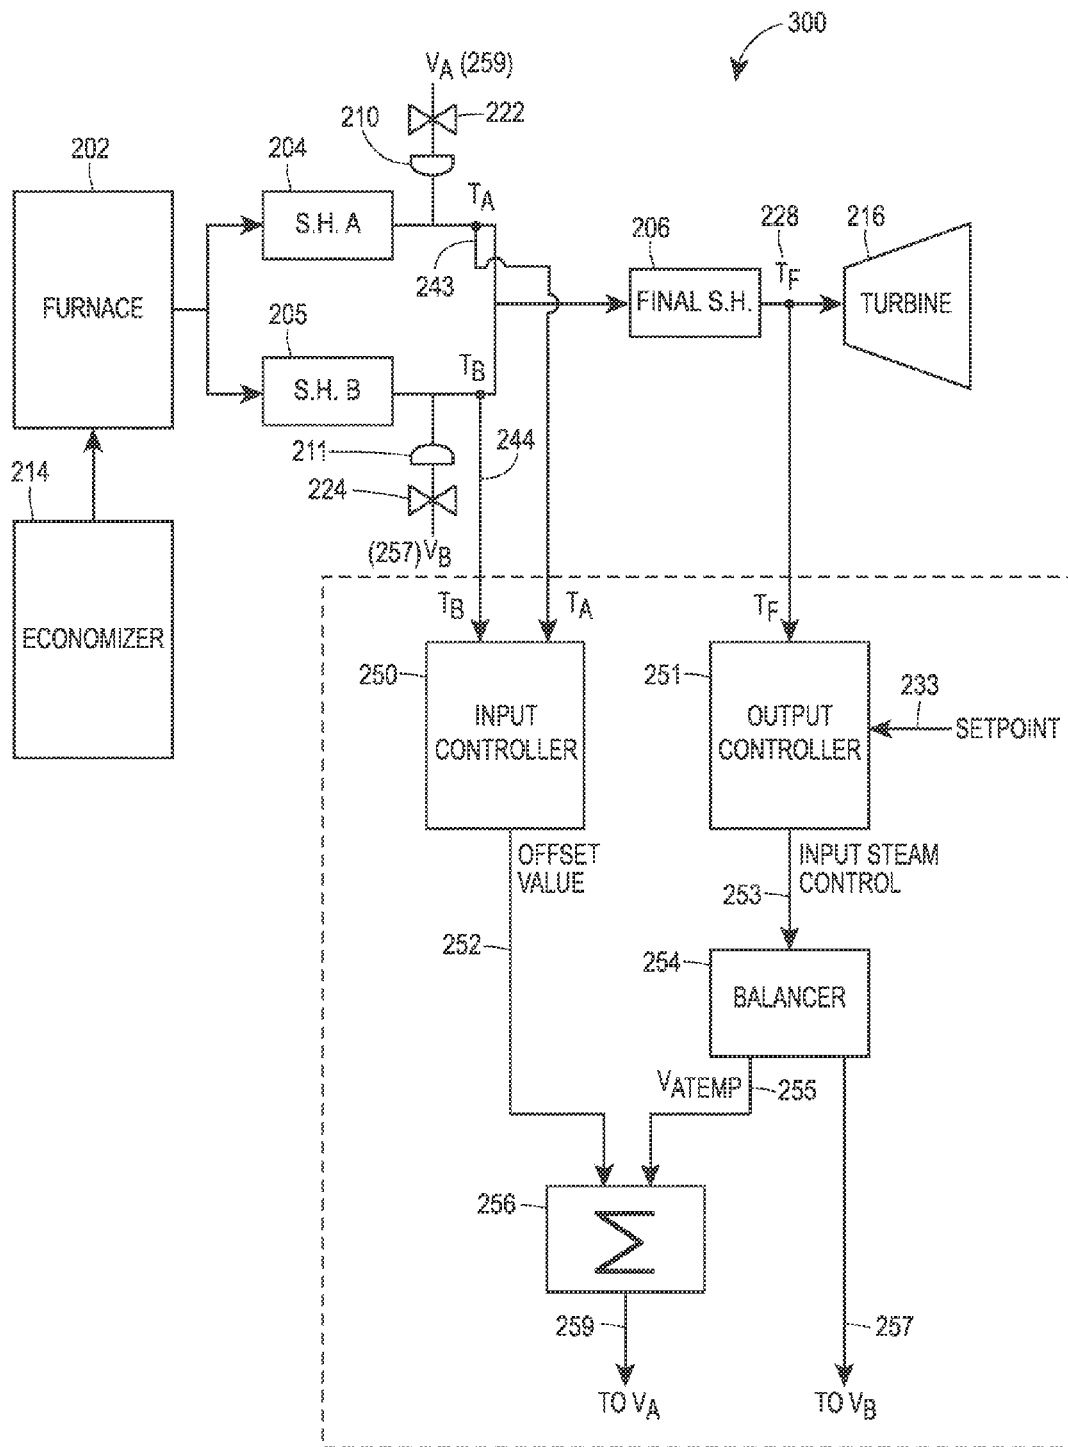 300
VA (259)
210
222
202
204
TA
S.H. A
243
206
228
216
FURNACE
FINAL S.H.
TF
TURBINE
205
TB
S.H. B
211
244
214
224
(257) VB
ECONOMIZER
TB
TA
TF
250
251
233
INPUT
CONTROLLER
OUTPUT
CONTROLLER
SETPOINT
OFFSET
VALUE
INPUT STEAM
CONTROL
253
252
254
BALANCER
VATEMP
255
256
Σ
259
257
TO VA
TO VB